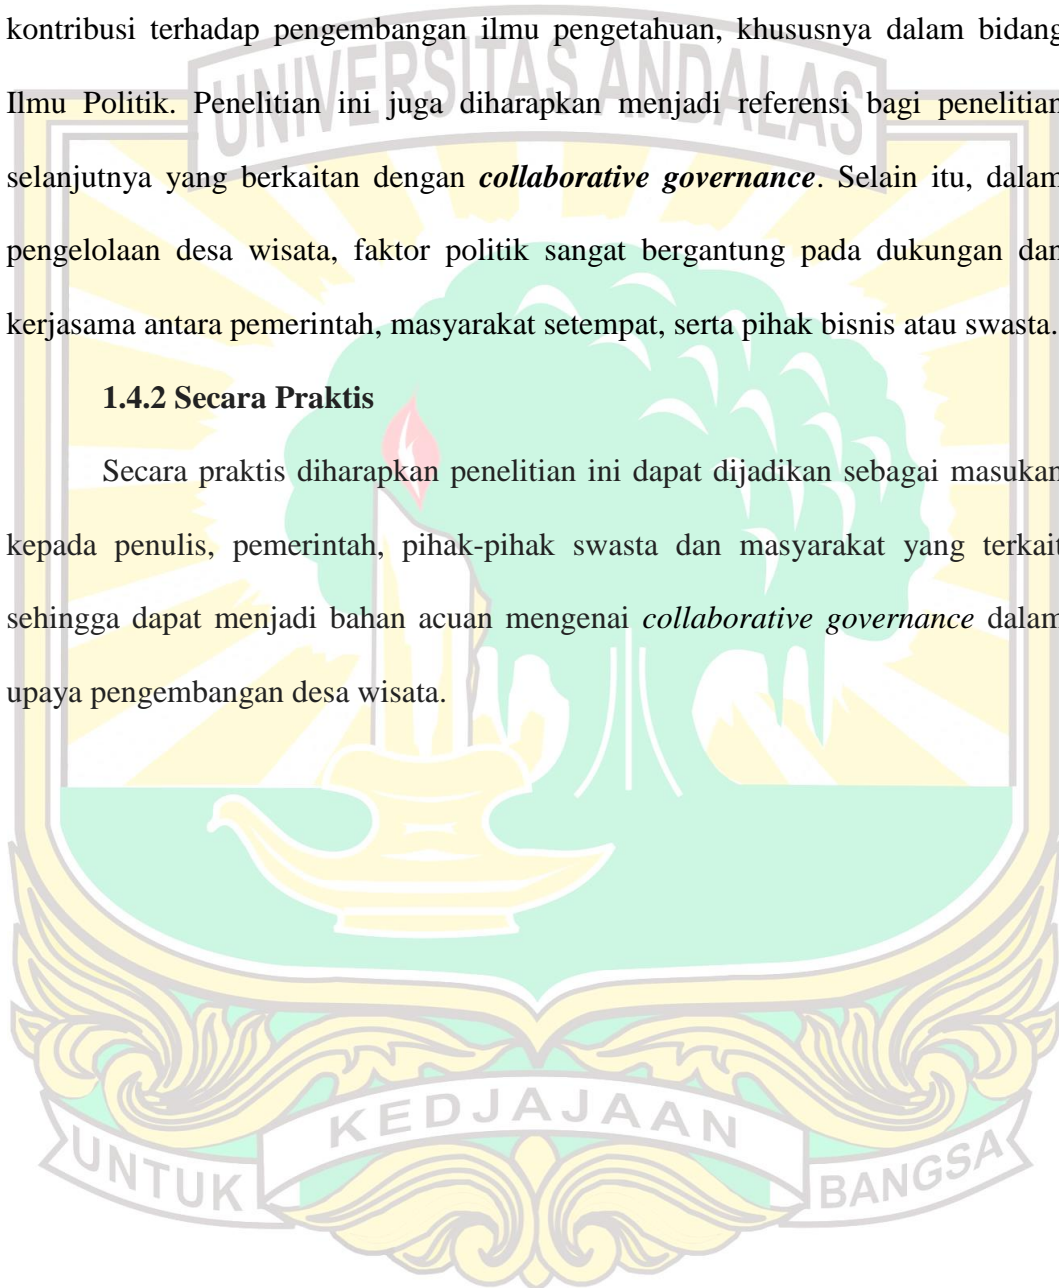 kontribusi terhadap pengembangan ilmu pengetahuan, khususnya dalam bidang
UNIVERSITAS ANDALAS
Ilmu Politik. Penelitian ini juga diharapkan menjadi referensi bagi penelitian
selanjutnya yang berkaitan dengan collaborative governance. Selain itu, dalam
pengelolaan desa wisata, faktor politik sangat bergantung pada dukungan dan
kerjasama antara pemerintah, masyarakat setempat, serta pihak bisnis atau swasta.
1.4.2 Secara Praktis
Secara praktis diharapkan penelitian ini dapat dijadikan sebagai masukan
kepada penulis, pemerintah, pihak-pihak swasta dan masyarakat yang terkait
sehingga dapat menjadi bahan acuan mengenai collaborative governance dalam
upaya pengembangan desa wisata.
UNTUK KEDJAJAAN BANGSA